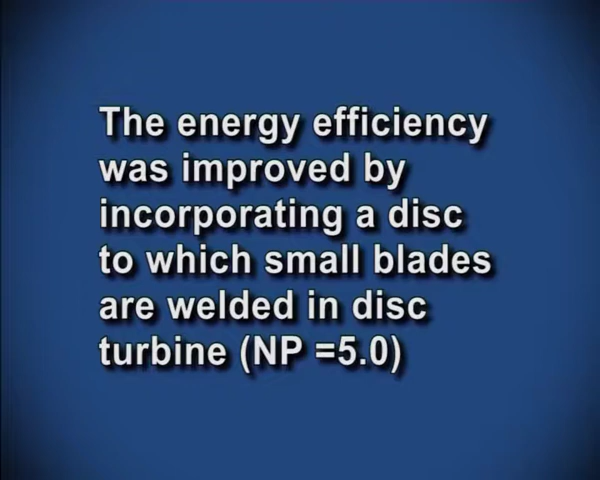 The energy efficiency
was improved by
incorporating a disc
to which small blades
are welded in disc
turbine (NP =5.0)